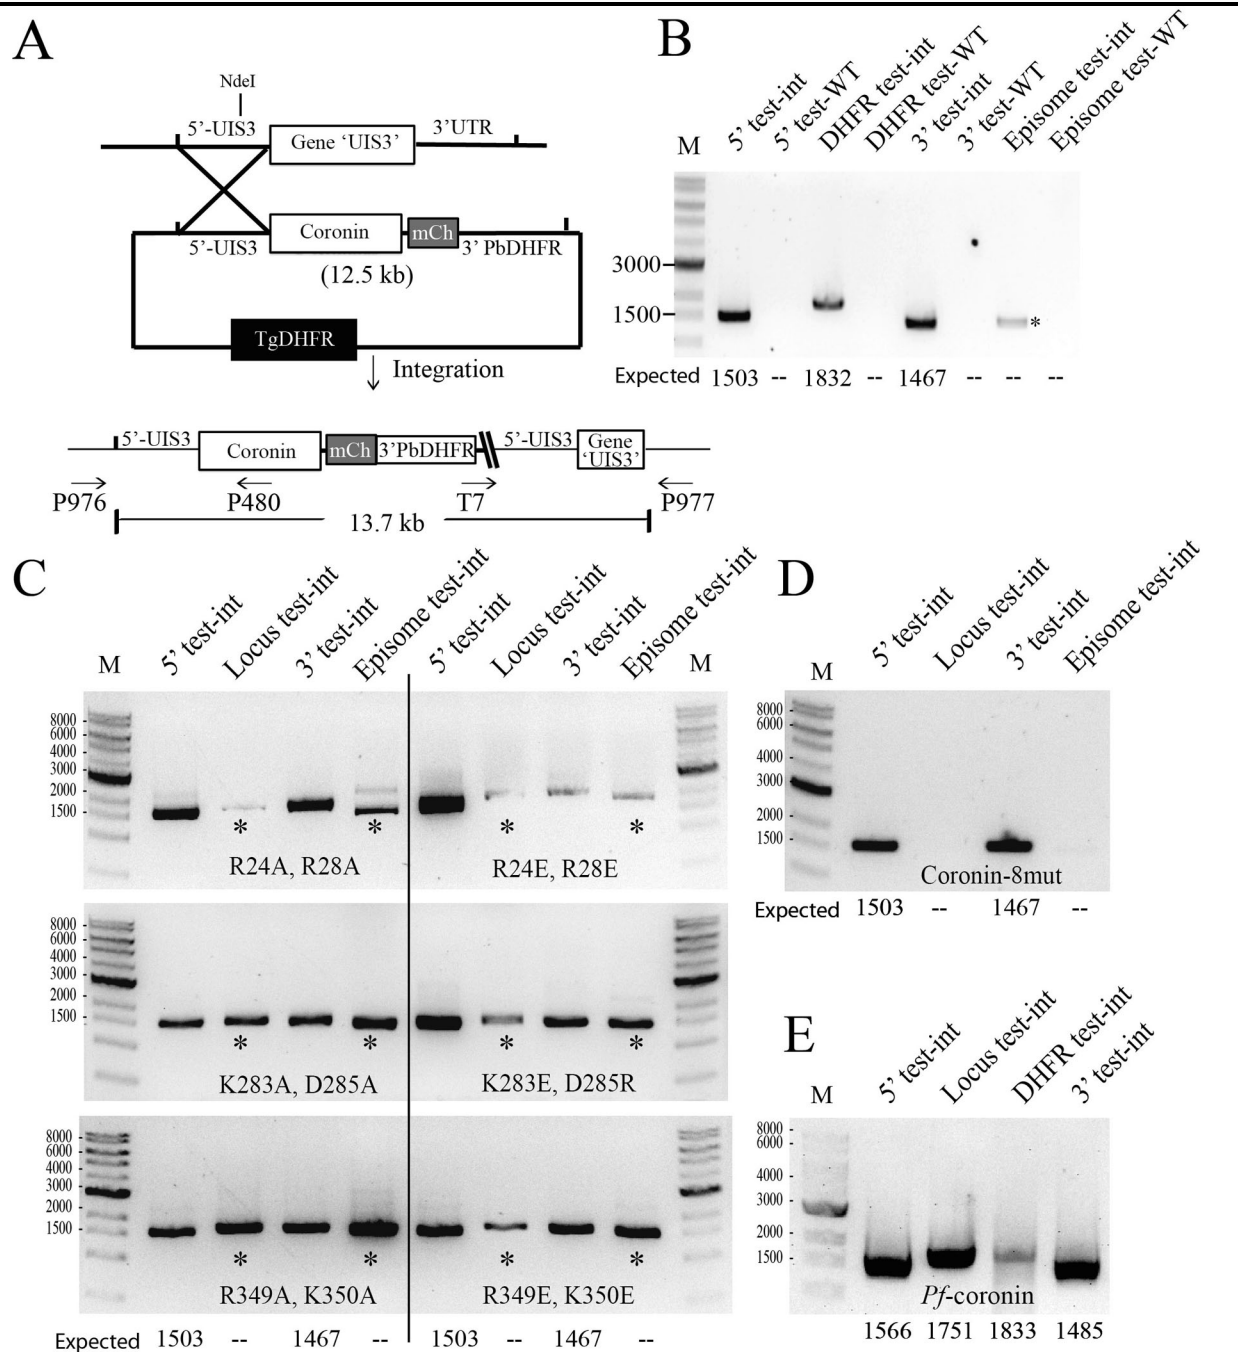 A
NdeI
5'-UIS3
Gene ‘UIS3’
3'UTR
5’-UIS3
Coronin
mCh
3’ PbDHFR
(12.5 kb)
TgDHFR
Integration
5’-UIS3
Coronin
mCh
3’PbDHFR
5’-UIS3
Gene
‘UIS3’
P976
P480
T7
P977
13.7 kb
B
M
5’ test-int
5’ test-WT
DHFR test-int
DHFR test-WT
3’ test-int
3’ test-WT
Episome test-int
Episome test-WT
3000
1500
*
Expected 1503 -- 1832 -- 1467 -- -- --
C
M
5’ test-int
Locus test-int
3’ test-int
Episome test-int
5’ test-int
Locus test-int
3’ test-int
Episome test-int
M
8000 -
6000 -
4000 -
3000 -
2000 -
1500 -
* * * *
R24A, R28A
R24E, R28E
8000 -
6000 -
4000 -
3000 -
2000 -
1500 -
* * * *
K283A, D285A
K283E, D285R
8000 -
6000 -
4000 -
3000 -
2000 -
1500 -
* * * *
R349A, K350A
R349E, K350E
Expected 1503 -- 1467 -- 1503 -- 1467 --
D
M
5’ test-int
Locus test-int
3’ test-int
Episome test-int
8000 -
6000 -
4000 -
3000 -
2000 -
1500 -
Coronin-8mut
Expected 1503 -- 1467 --
E
M
5’ test-int
Locus test-int
DHFR test-int
3’ test-int
8000 -
6000 -
4000 -
3000 -
2000 -
1500 -
Pf-coronin
1566 1751 1833 1485